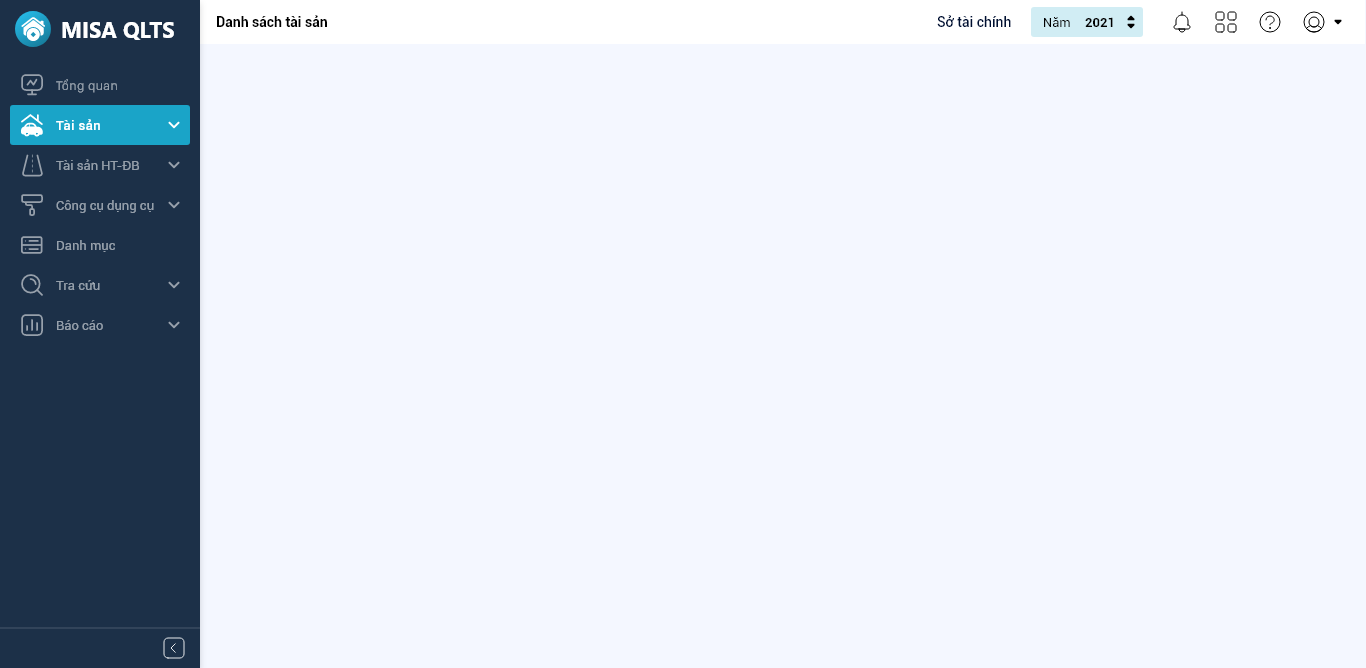 MISA QLTS
Danh sách tài sản
Sở tài chính
Năm 2021
Tổng quan
Tài sản
Tài sản HT-ĐB
Công cụ dụng cụ
Danh mục
Tra cứu
Báo cáo